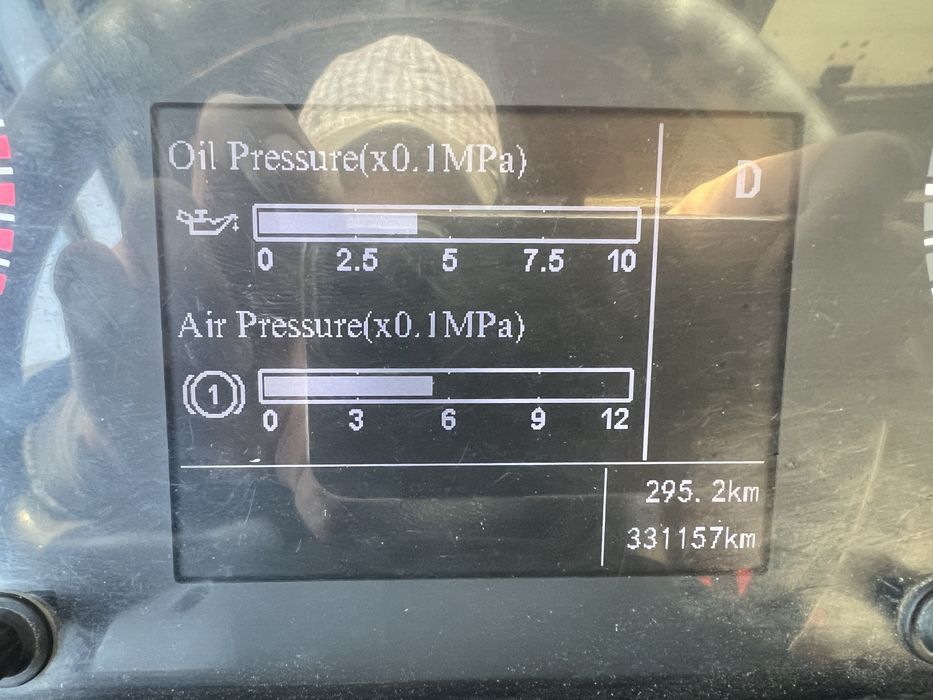 Oil Pressure(x0.1MPa)
D
0 2.5 5 7.5 10
Air Pressure(x0.1MPa)
1
0 3 6 9 12
295.2km
331157km